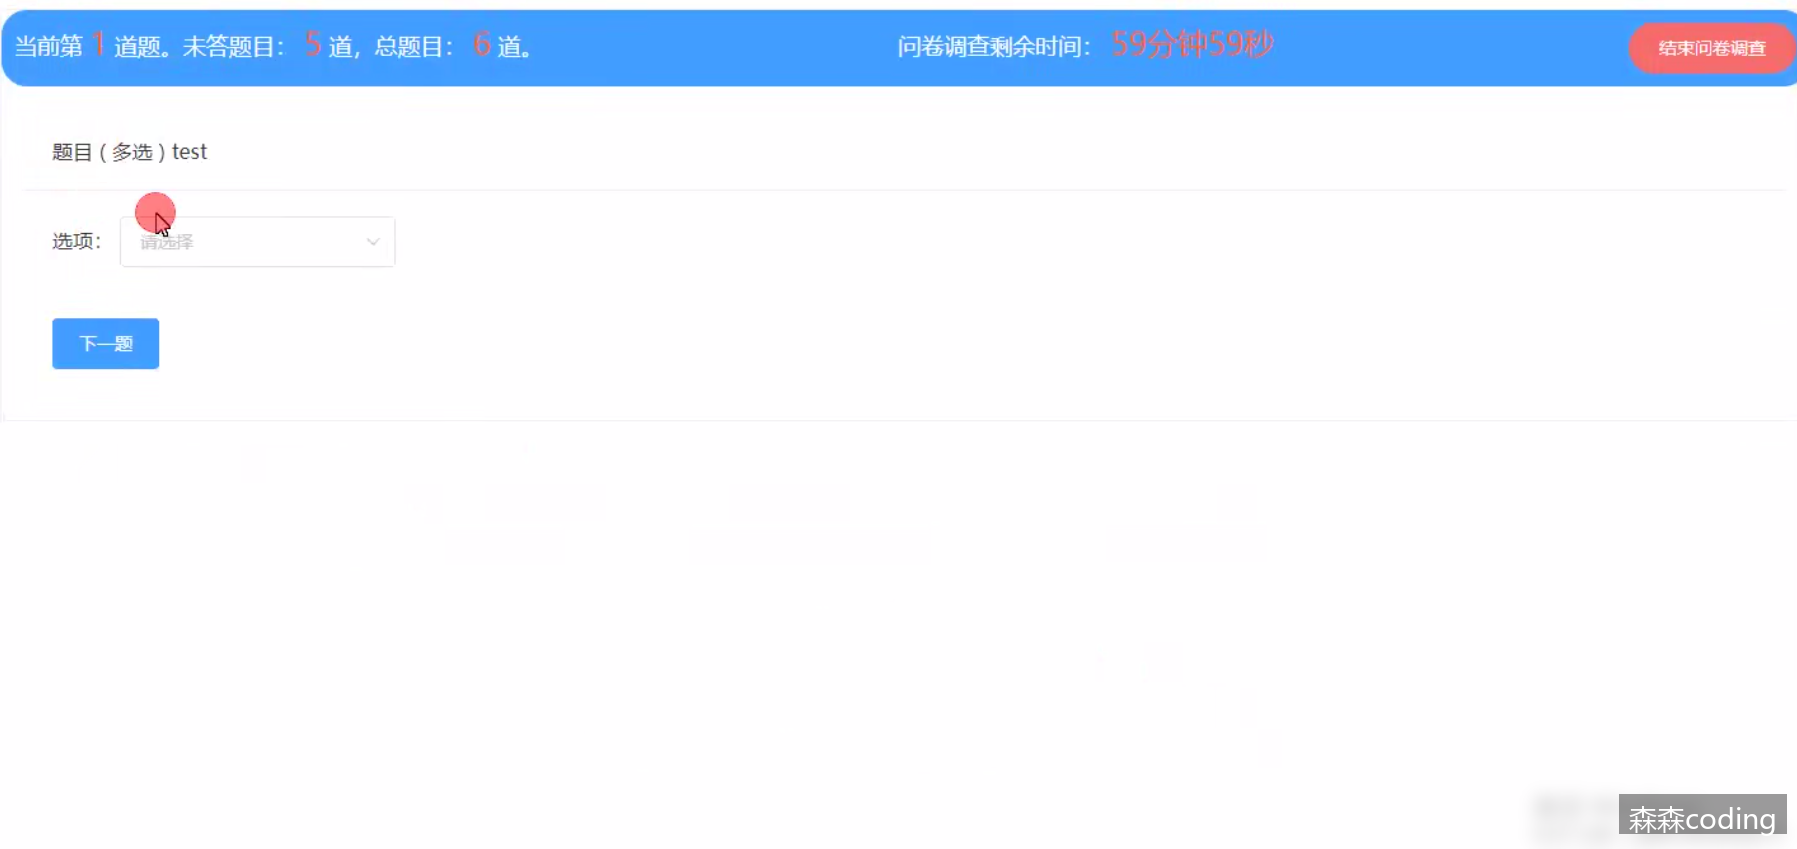 当前第 1 道题。未答题目： 5 道，总题目： 6 道。
问卷调查剩余时间： 59分钟59秒
结束问卷调查
题目 ( 多选 ) test
选项：
请选择
下一题
森森coding